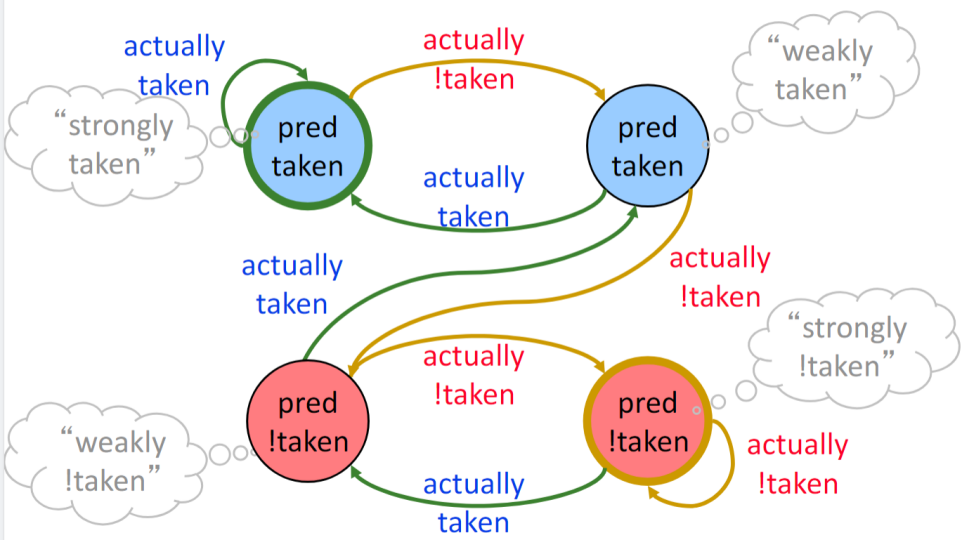 actually
taken
actually
!taken
“weakly
taken”
“strongly
taken”
pred
taken
pred
taken
actually
taken
actually
taken
actually
!taken
“strongly
!taken”
actually
!taken
pred
!taken
pred
!taken
“weakly
!taken”
actually
!taken
actually
taken